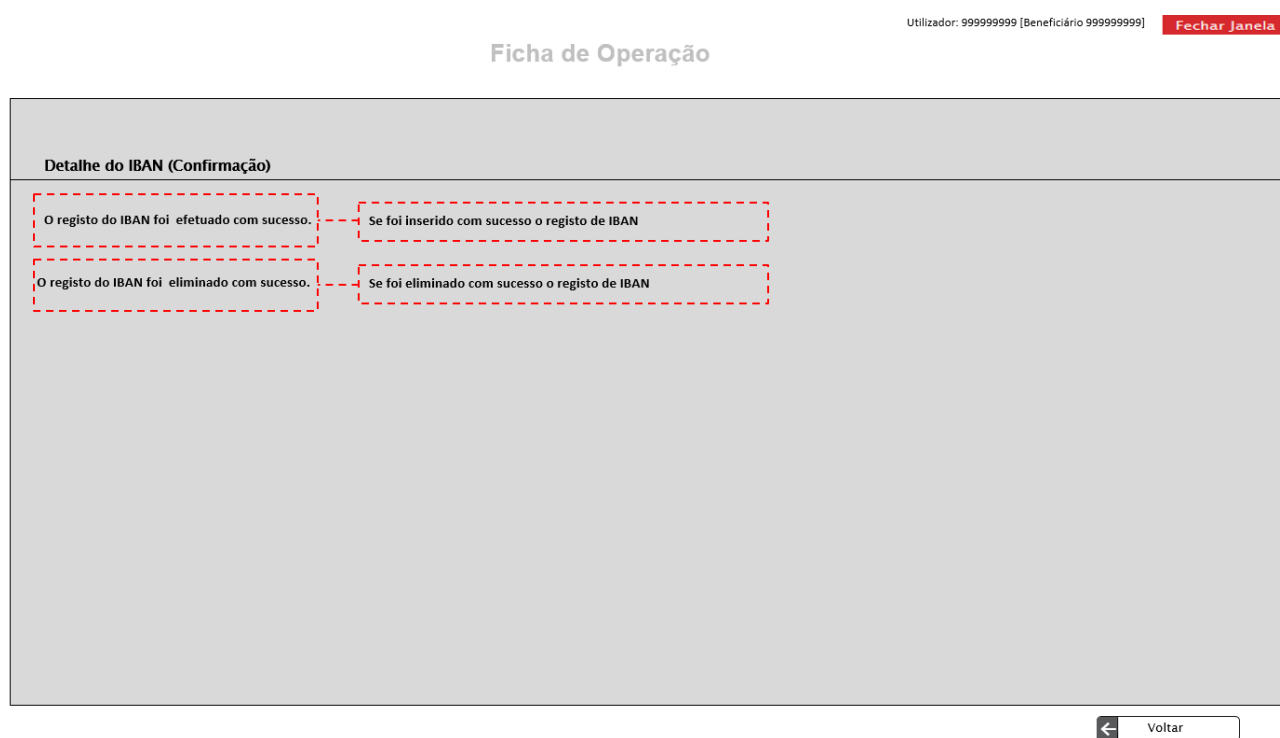 Utilizador: 999999999 [Beneficiário 999999999]
Fechar Janela
Ficha de Operação
Detalhe do IBAN (Confirmação)
O registo do IBAN foi  efetuado com sucesso.
Se foi inserido com sucesso o registo de IBAN
O registo do IBAN foi  eliminado com sucesso.
Se foi eliminado com sucesso o registo de IBAN
Voltar